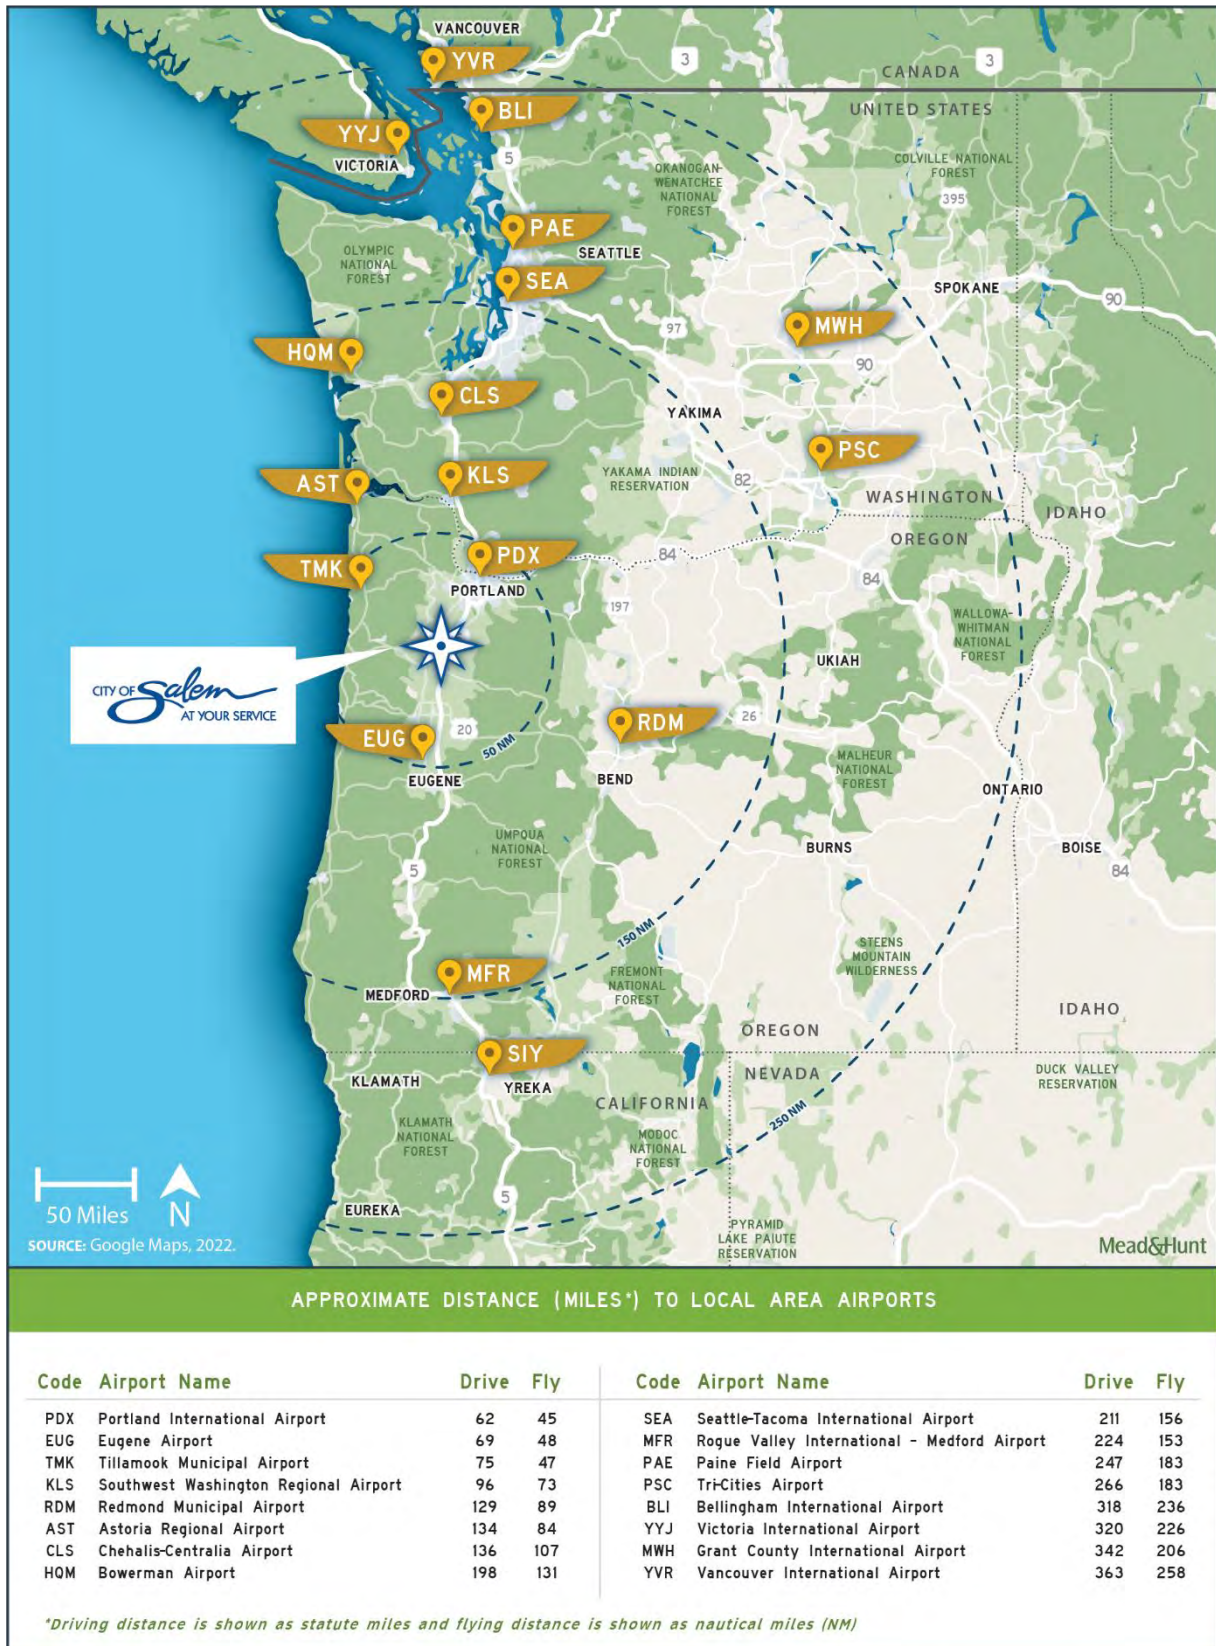 VANCOUVER
YVR
3
3
CANADA
BLI
UNITED STATES
YYJ
VICTORIA
5
OKANOGAN-
WENATCHEE
NATIONAL
FOREST
COLVILLE NATIONAL
FOREST
395
PAE
OLYMPIC
NATIONAL
FOREST
SEATTLE
SEA
SPOKANE
90
MWH
97
HQM
90
CLS
YAKIMA
PSC
KLS
YAKAMA INDIAN
RESERVATION
AST
82
WASHINGTON
IDAHO
OREGON
PDX
84
TMK
84
PORTLAND
197
WALLOWA-
WHITMAN
NATIONAL
FOREST
UKIAH
CITY OF Salem
AT YOUR SERVICE
RDM
26
EUG
20
50 NM
EUGENE
BEND
MALHEUR
NATIONAL
FOREST
ONTARIO
UMPQUA
NATIONAL
FOREST
BURNS
BOISE
5
84
150 NM
STEENS
MOUNTAIN
WILDERNESS
MFR
FREMONT
NATIONAL
FOREST
MEDFORD
IDAHO
OREGON
SIY
NEVADA
DUCK VALLEY
RESERVATION
KLAMATH
YREKA
CALIFORNIA
250 NM
KLAMATH
NATIONAL
FOREST
MODOC
NATIONAL
FOREST
5
50 Miles
N
EUREKA
PYRAMID
LAKE PAIUTE
RESERVATION
SOURCE: Google Maps, 2022.
Mead&Hunt
APPROXIMATE DISTANCE (MILES*) TO LOCAL AREA AIRPORTS
Code Airport Name Drive Fly
PDX Portland International Airport 62 45
EUG Eugene Airport 69 48
TMK Tillamook Municipal Airport 75 47
KLS Southwest Washington Regional Airport 96 73
RDM Redmond Municipal Airport 129 89
AST Astoria Regional Airport 134 84
CLS Chehalis-Centralia Airport 136 107
HQM Bowerman Airport 198 131
Code Airport Name Drive Fly
SEA Seattle-Tacoma International Airport 211 156
MFR Rogue Valley International - Medford Airport 224 153
PAE Paine Field Airport 247 183
PSC Tri-Cities Airport 266 183
BLI Bellingham International Airport 318 236
YYJ Victoria International Airport 320 226
MWH Grant County International Airport 342 206
YVR Vancouver International Airport 363 258
*Driving distance is shown as statute miles and flying distance is shown as nautical miles (NM)